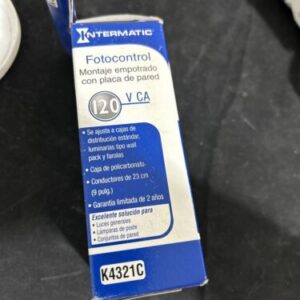 INTERMATIC
Fotocontrol
Montaje empotrado
con placa de pared
120 V CA
• Se ajusta a cajas de
distribución estándar,
luminarias tipo wall
pack y farolas
• Caja de policarbonato
• Conductores de 23 cm
(9 pulg.)
• Garantía limitada de 2 años
Excelente solución para
• Luces generales
• Lámparas de poste
• Conjuntos de pared
K4321C